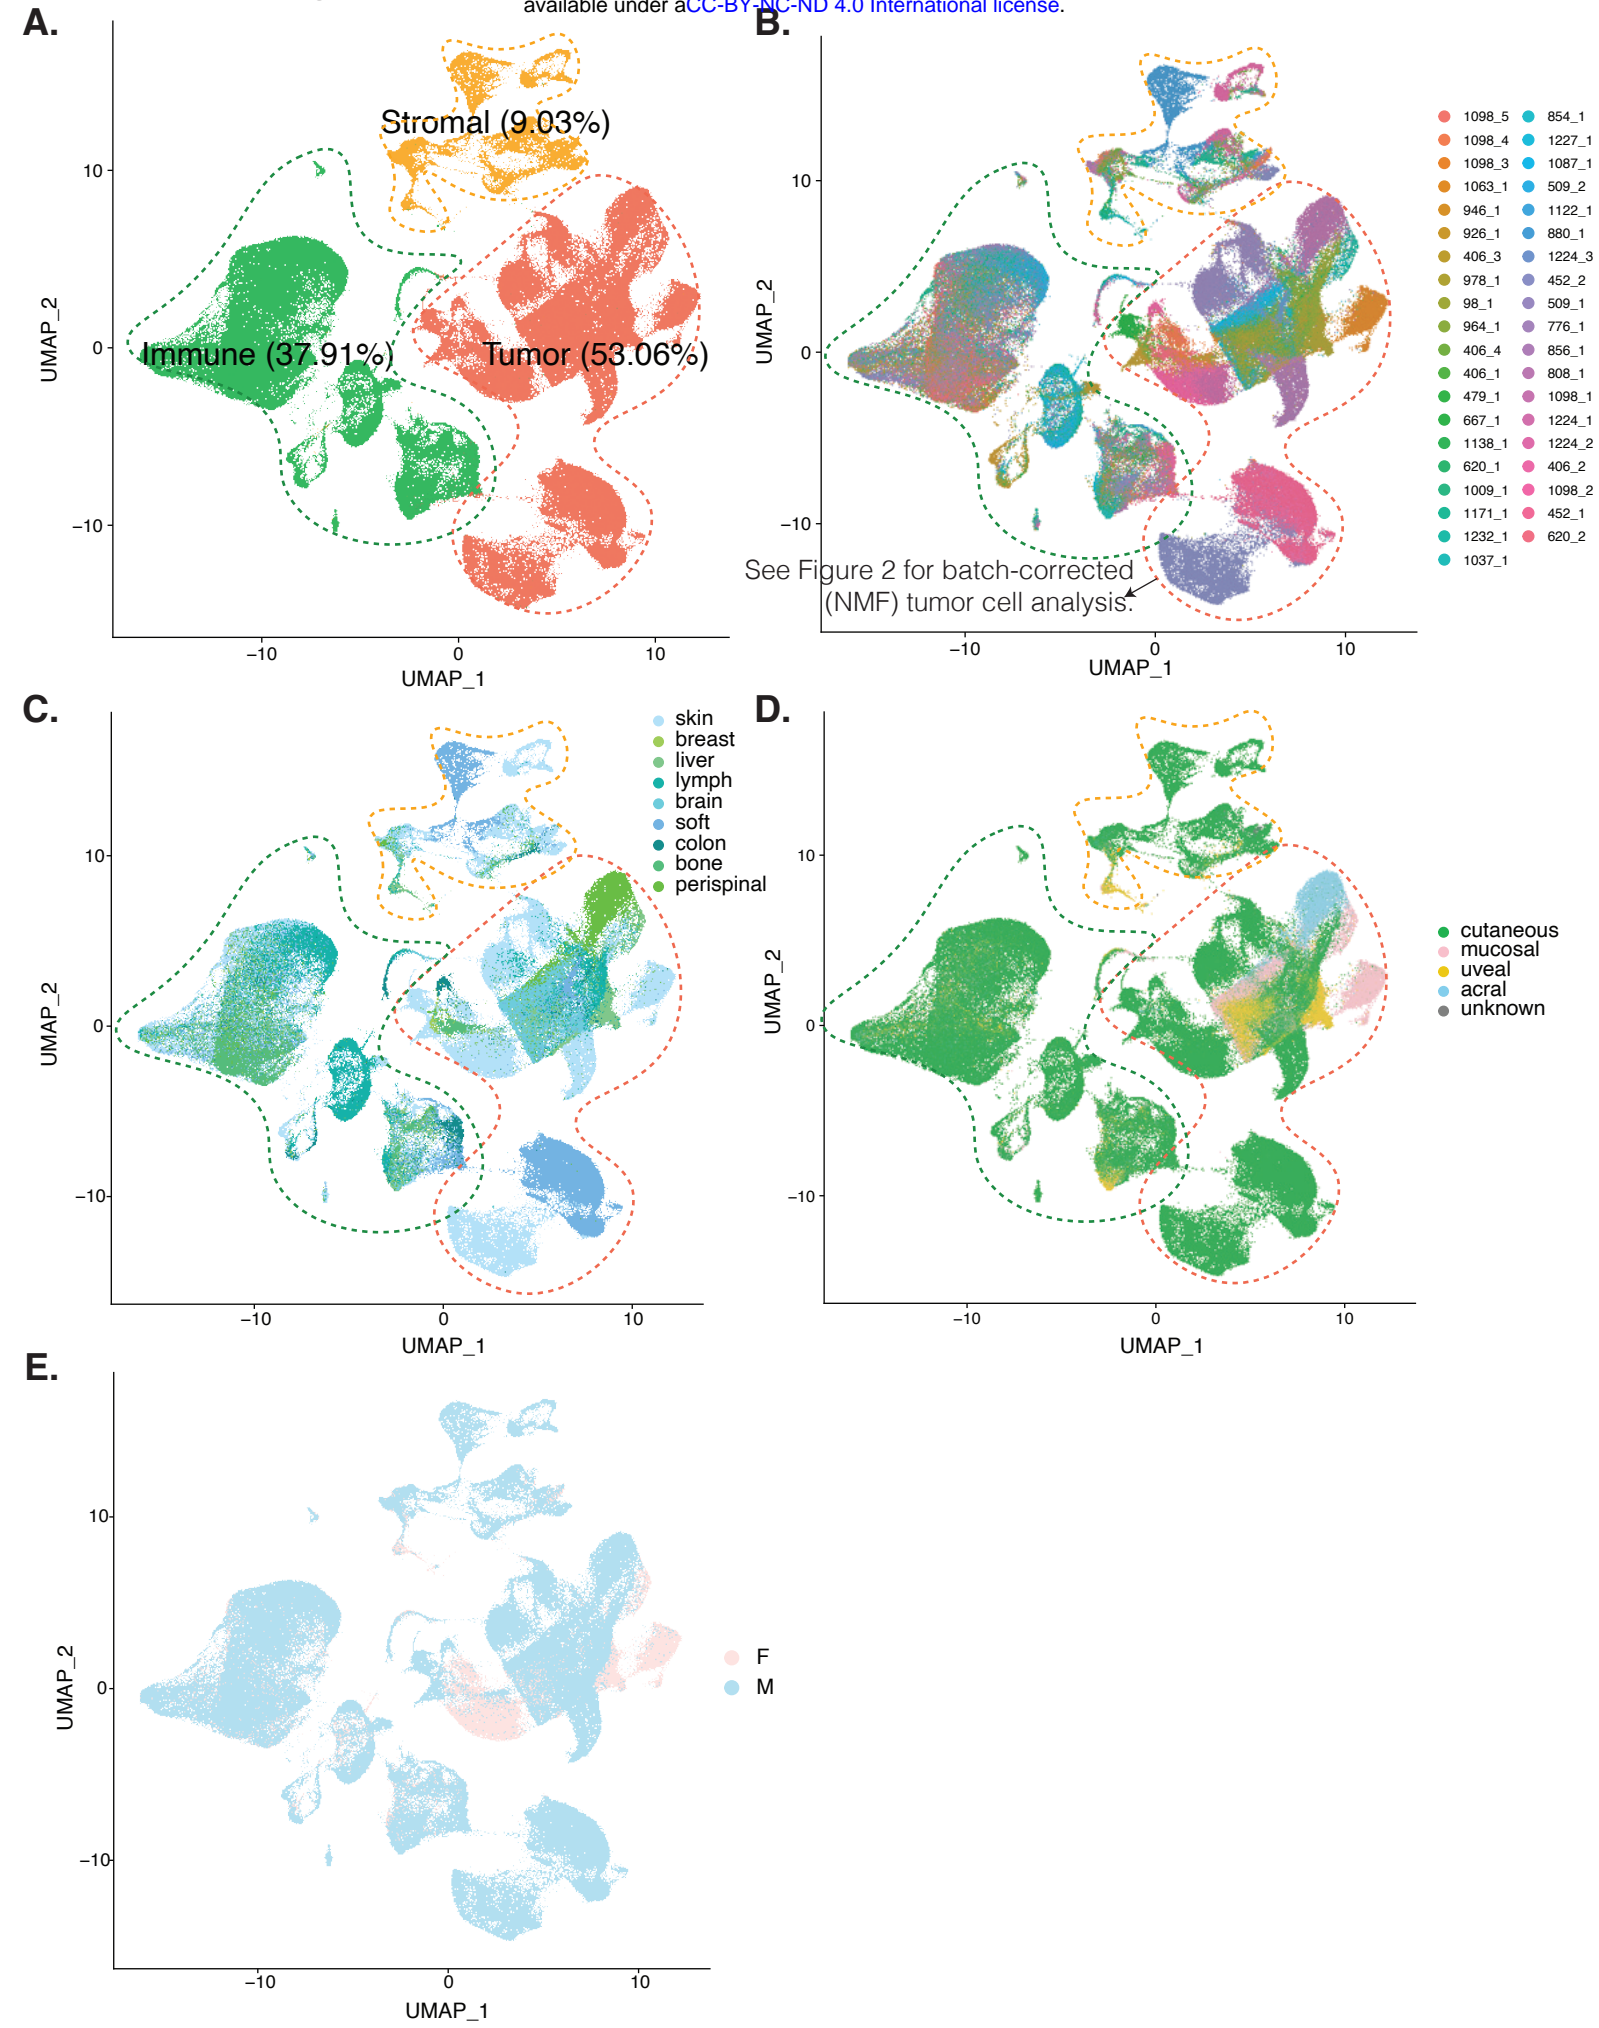 available under aCC-BY-NC-ND 4.0 International license.
A.
Stromal (9.03%)
Immune (37.91%)
Tumor (53.06%)
10
0
−10
UMAP_2
−10
0
10
UMAP_1
B.
10
0
−10
UMAP_2
See Figure 2 for batch-corrected
(NMF) tumor cell analysis.
−10
0
10
UMAP_1
1098_5
1098_4
1098_3
1063_1
946_1
926_1
406_3
978_1
98_1
964_1
406_4
406_1
479_1
667_1
1138_1
620_1
1009_1
1171_1
1232_1
1037_1
854_1
1227_1
1087_1
509_2
1122_1
880_1
1224_3
452_2
509_1
776_1
856_1
808_1
1098_1
1224_1
1224_2
406_2
1098_2
452_1
620_2
C.
10
0
−10
UMAP_2
−10
0
10
UMAP_1
skin
breast
liver
lymph
brain
soft
colon
bone
perispinal
D.
10
0
−10
UMAP_2
−10
0
10
UMAP_1
cutaneous
mucosal
uveal
acral
unknown
E.
10
0
−10
UMAP_2
−10
0
10
UMAP_1
F
M